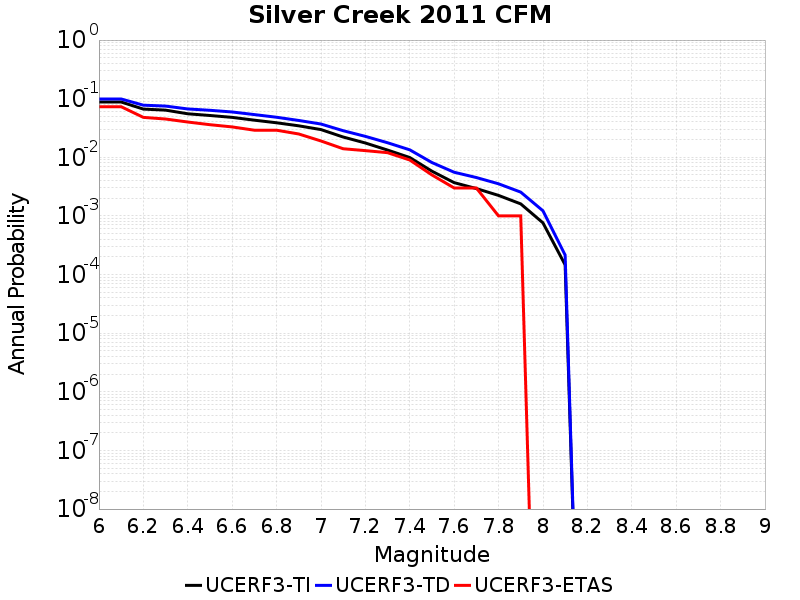 Silver Creek 2011 CFM
10^0
10^-1
10^-2
10^-3
10^-4
10^-5
10^-6
10^-7
10^-8
Annual Probability
6 6.2 6.4 6.6 6.8 7 7.2 7.4 7.6 7.8 8 8.2 8.4 8.6 8.8 9
Magnitude
UCERF3-TI UCERF3-TD UCERF3-ETAS